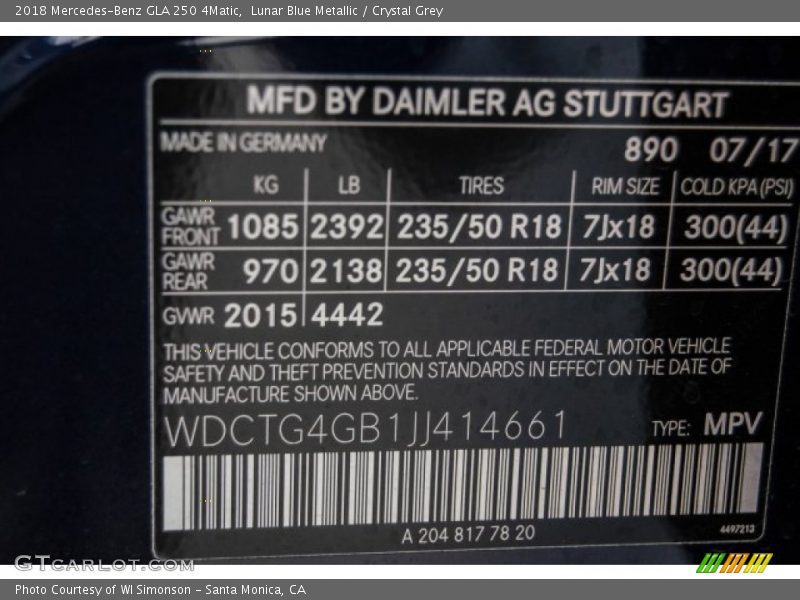 2018 Mercedes-Benz GLA 250 4Matic,  Lunar Blue Metallic / Crystal Grey
MFD BY DAIMLER AG STUTTGART
MADE IN GERMANY 890 07/17
KG LB TIRES RIM SIZE COLD KPA (PSI)
GAWR FRONT 1085 2392 235/50 R18 7Jx18 300(44)
GAWR REAR 970 2138 235/50 R18 7Jx18 300(44)
GVWR 2015 4442
THIS VEHICLE CONFORMS TO ALL APPLICABLE FEDERAL MOTOR VEHICLE
SAFETY AND THEFT PREVENTION STANDARDS IN EFFECT ON THE DATE OF
MANUFACTURE SHOWN ABOVE.
WDCTG4GB1JJ414661 TYPE: MPV
A 204 817 78 20 4497213
GTCARLOT.COM
Photo Courtesy of WI Simonson - Santa Monica, CA